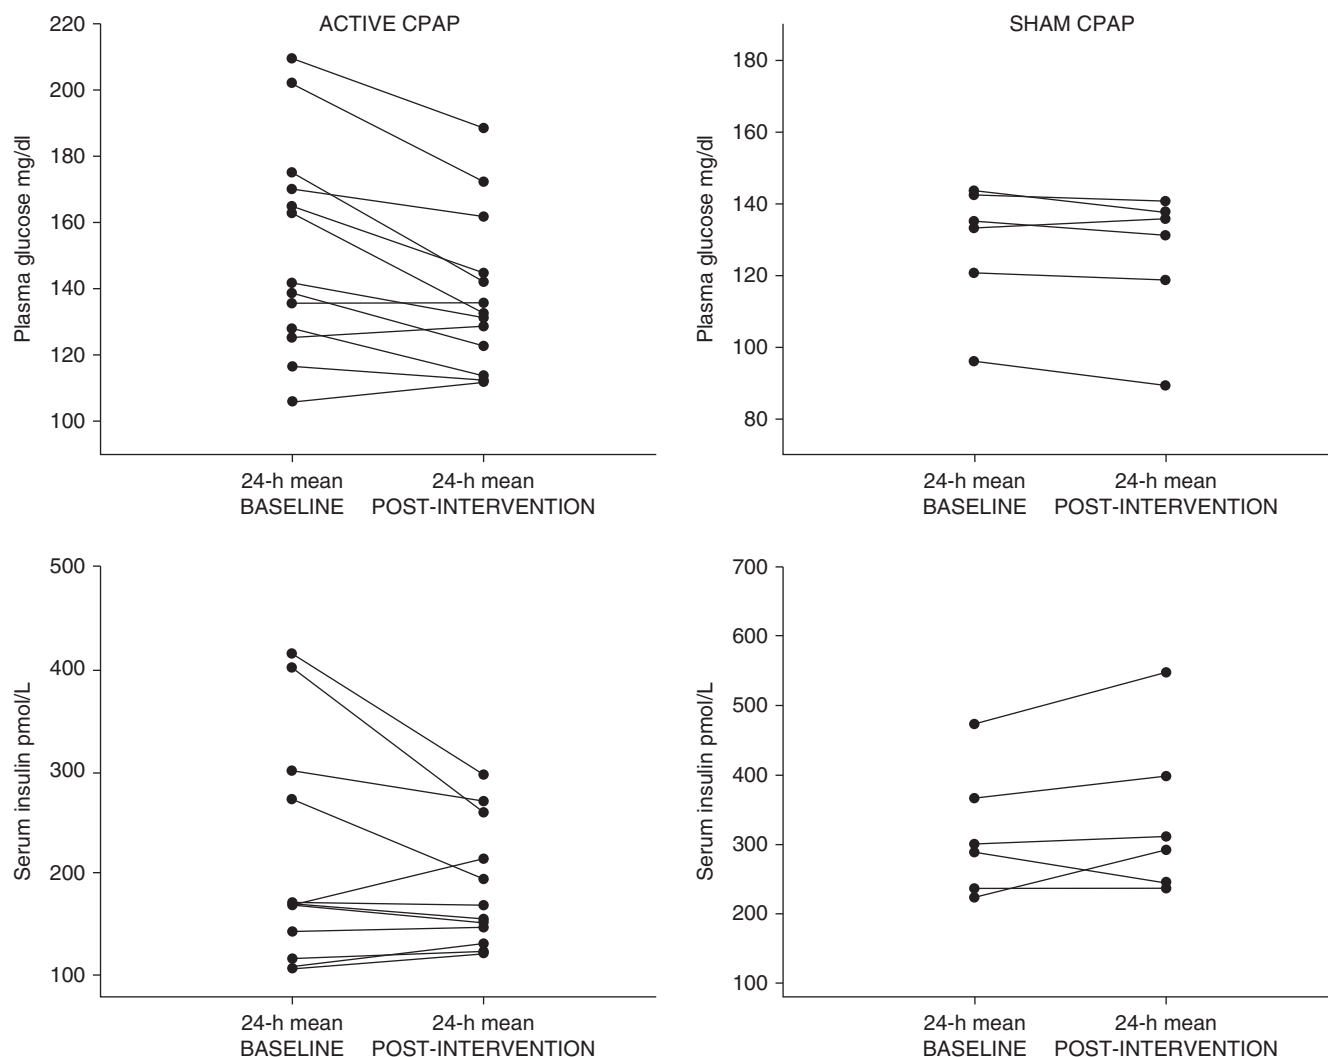 ACTIVE CPAP
Plasma glucose mg/dl
220
200
180
160
140
120
100
24-h mean
BASELINE
24-h mean
POST-INTERVENTION
SHAM CPAP
Plasma glucose mg/dl
180
160
140
120
100
80
24-h mean
BASELINE
24-h mean
POST-INTERVENTION
Serum insulin pmol/L
500
400
300
200
100
24-h mean
BASELINE
24-h mean
POST-INTERVENTION
Serum insulin pmol/L
700
600
500
400
300
200
100
24-h mean
BASELINE
24-h mean
POST-INTERVENTION